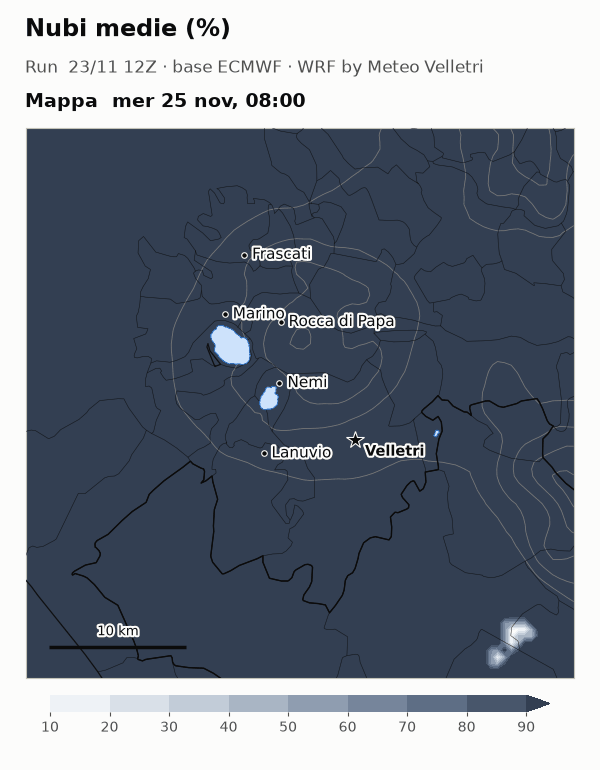 Nubi medie (%)
Run  23/11 12Z · base ECMWF · WRF by Meteo Velletri
Mappa  mer 25 nov, 08:00
Frascati
Marino
Rocca di Papa
Nemi
Velletri
Lanuvio
10 km
10 20 30 40 50 60 70 80 90